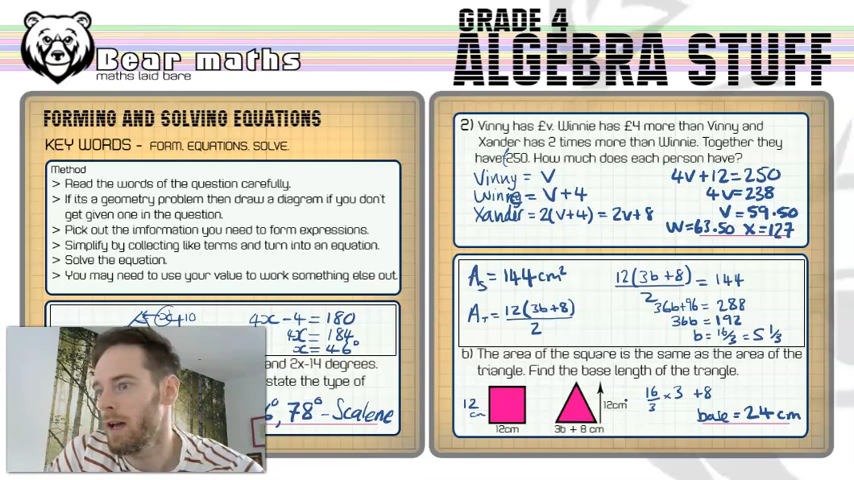 Bear maths
maths laid bare
GRADE 4
ALGEBRA STUFF
FORMING AND SOLVING EQUATIONS
KEY WORDS - FORM, EQUATIONS, SOLVE.
Method
> Read the words of the question carefully.
> If its a geometry problem then draw a diagram if you don't
get given one in the question.
> Pick out the imformation you need to form expressions.
> Simplify by collecting like terms and turn into an equation.
> Solve the equation.
> You may need to use your value to work something else out.
4x-4=180
4x=184
x=46°
and 2x-14 degrees.
state the type of
, 78° - Scalene
2) Vinny has £v. Winnie has £4 more than Vinny and
Xander has 2 times more than Winnie. Together they
have £250. How much does each person have?
Vinny = V
Winnie = V+4
Xander = 2(V+4) = 2V+8
4V+12=250
4V=238
V=59.50
W=63.50 X=127
As = 144cm²
AT = 12(3b+8)/2
12(3b+8)/2 = 144
36b+96 = 288
36b = 192
b = 16/3 = 5 1/3
b) The area of the square is the same as the area of the
triangle. Find the base length of the trangle.
12 cm
12cm
12cm
3b + 8 cm
16/3 x 3 + 8
base = 24cm